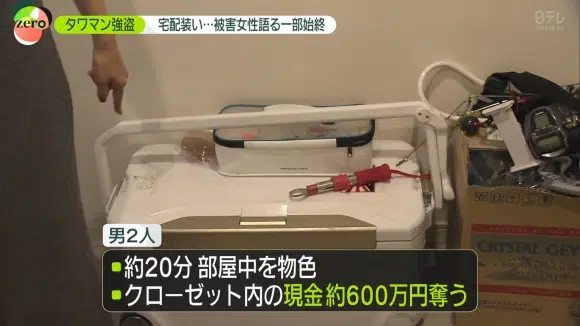 zero
タワマン強盗
宅配装い…被害女性語る一部始終
日テレ
男2人
■約20分 部屋中を物色
■クローゼット内の現金 約600万円奪う
CRYSTAL GEY